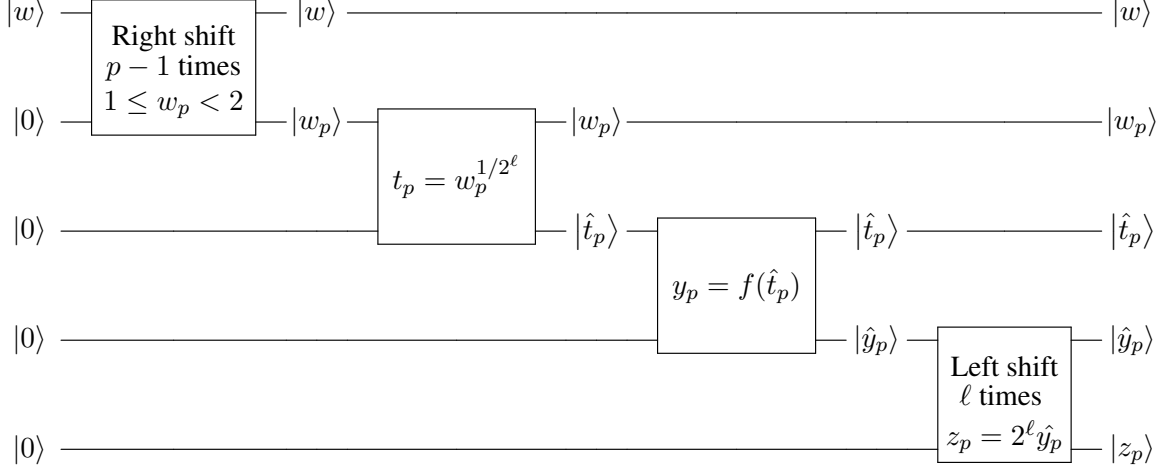 |w⟩ Right shift |w⟩ |w⟩
p − 1 times
1 ≤ w_p < 2
|0⟩ |w_p⟩ |w_p⟩ |w_p⟩
t_p = w_p^{1/2^ℓ}
|0⟩ |t̂_p⟩ |t̂_p⟩ |t̂_p⟩
y_p = f(t̂_p)
|0⟩ |ŷ_p⟩ |ŷ_p⟩
Left shift
ℓ times
z_p = 2^ℓ ŷ_p
|0⟩ |z_p⟩